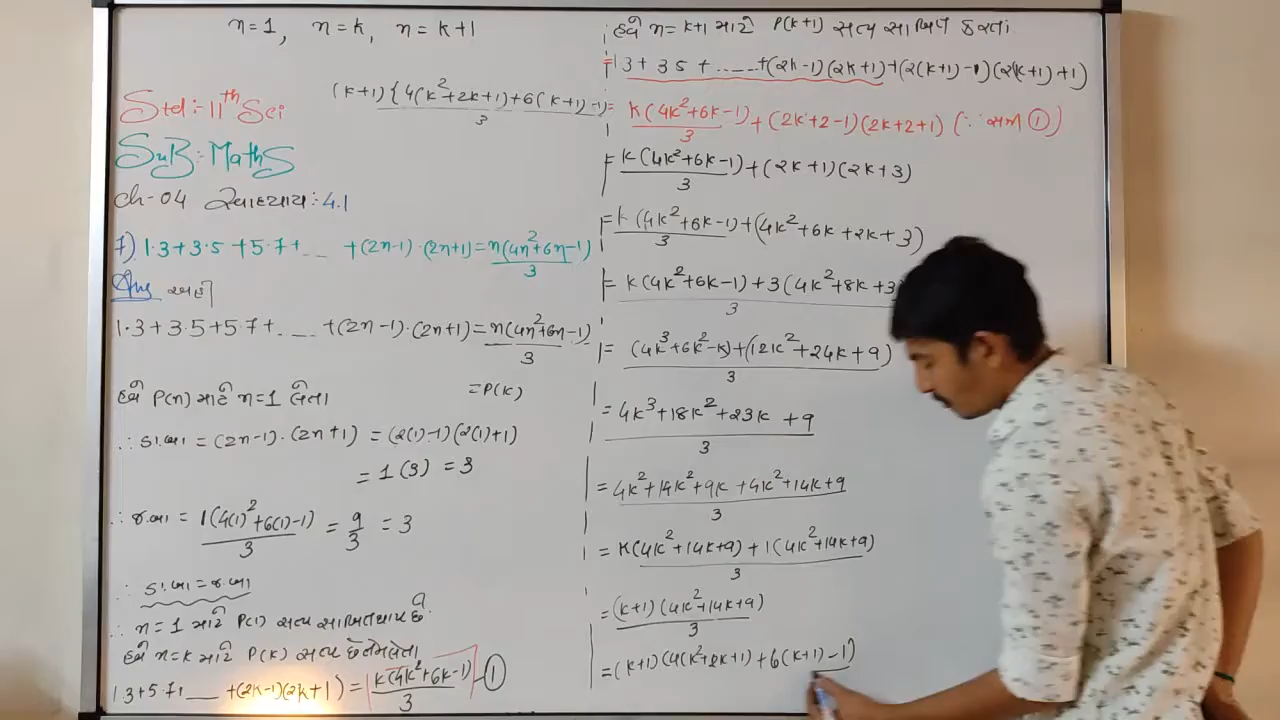 n=1, n=k, n=k+1
(k+1){4(k²+2k+1)+6(k+1)-1}/3
Std:-11th Sci
SuB:-MathS
Ch-04 સ્વાધ્યાય:-4.1
7) 1.3+3.5+5.7+... +(2n-1).(2n+1)=n(4n²+6n-1)/3
Ans અહીં
1.3+3.5+5.7+... +(2n-1).(2n+1)=n(4n²+6n-1)/3
હવે P(n) માટે n=1 લેતા =P(k)
∴ ડા.બા =(2n-1).(2n+1) =(2(1)-1)(2(1)+1)
=1(3) =3
∴ જ.બા = 1(4(1)²+6(1)-1)/3 = 9/3 =3
∴ ડા.બા=જ.બા
∴ n=1 માટે P(1) સત્ય સાબિત થાય છે
હવે n=k માટે P(k) સત્ય છે તેમ લેતા
13+5.7+... +(2k-1)(2k+1)=k(4k²+6k-1)/3 -①
હવે n=k+1 માટે P(k+1) સત્ય સાબિત કરતા
=13+35+.....+(2k-1)(2k+1)+(2(k+1)-1)(2(k+1)+1)
=k(4k²+6k-1)/3+(2k+2-1)(2k+2+1) (∵ સમી ①)
=k(4k²+6k-1)/3+(2k+1)(2k+3)
=k(4k²+6k-1)/3+(4k²+6k+2k+3)
=k(4k²+6k-1)+3(4k²+8k+3/3
=(4k³+6k²-k)+(12k²+24k+9)/3
=4k³+18k²+23k +9/3
=4k²+14k²+9k+4k²+14k+9/3
=k(4k²+14k+9)+1(4k²+14k+9)/3
=(k+1)(4k²+14k+9)/3
=(k+1)(4(k²+2k+1)+6(k+1)-1)